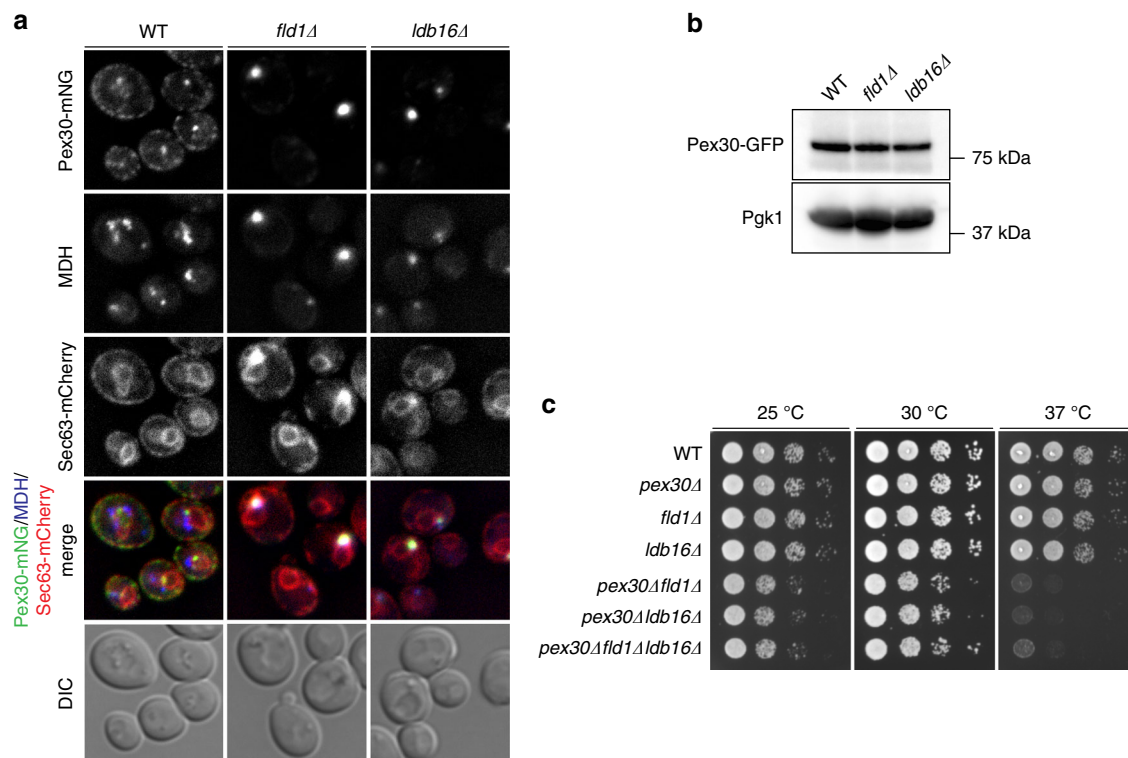 a
WT
fld1Δ
ldb16Δ
Pex30-mNG
MDH
Sec63-mCherry
Pex30-mNG/MDH/
Sec63-mCherry
merge
DIC
b
WT
fld1Δ
ldb16Δ
Pex30-GFP
75 kDa
Pgk1
37 kDa
c
25 °C
30 °C
37 °C
WT
pex30Δ
fld1Δ
ldb16Δ
pex30Δfld1Δ
pex30Δldb16Δ
pex30Δfld1Δldb16Δ